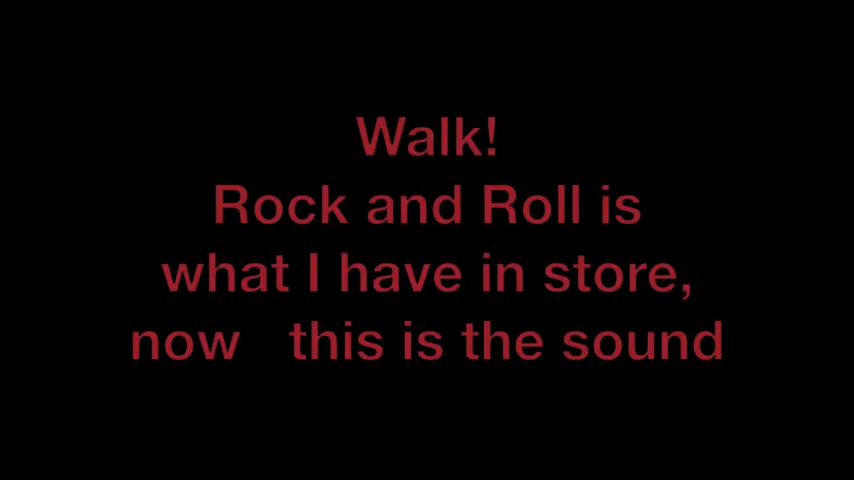 Walk!
Rock and Roll is
what I have in store,
now   this is the sound